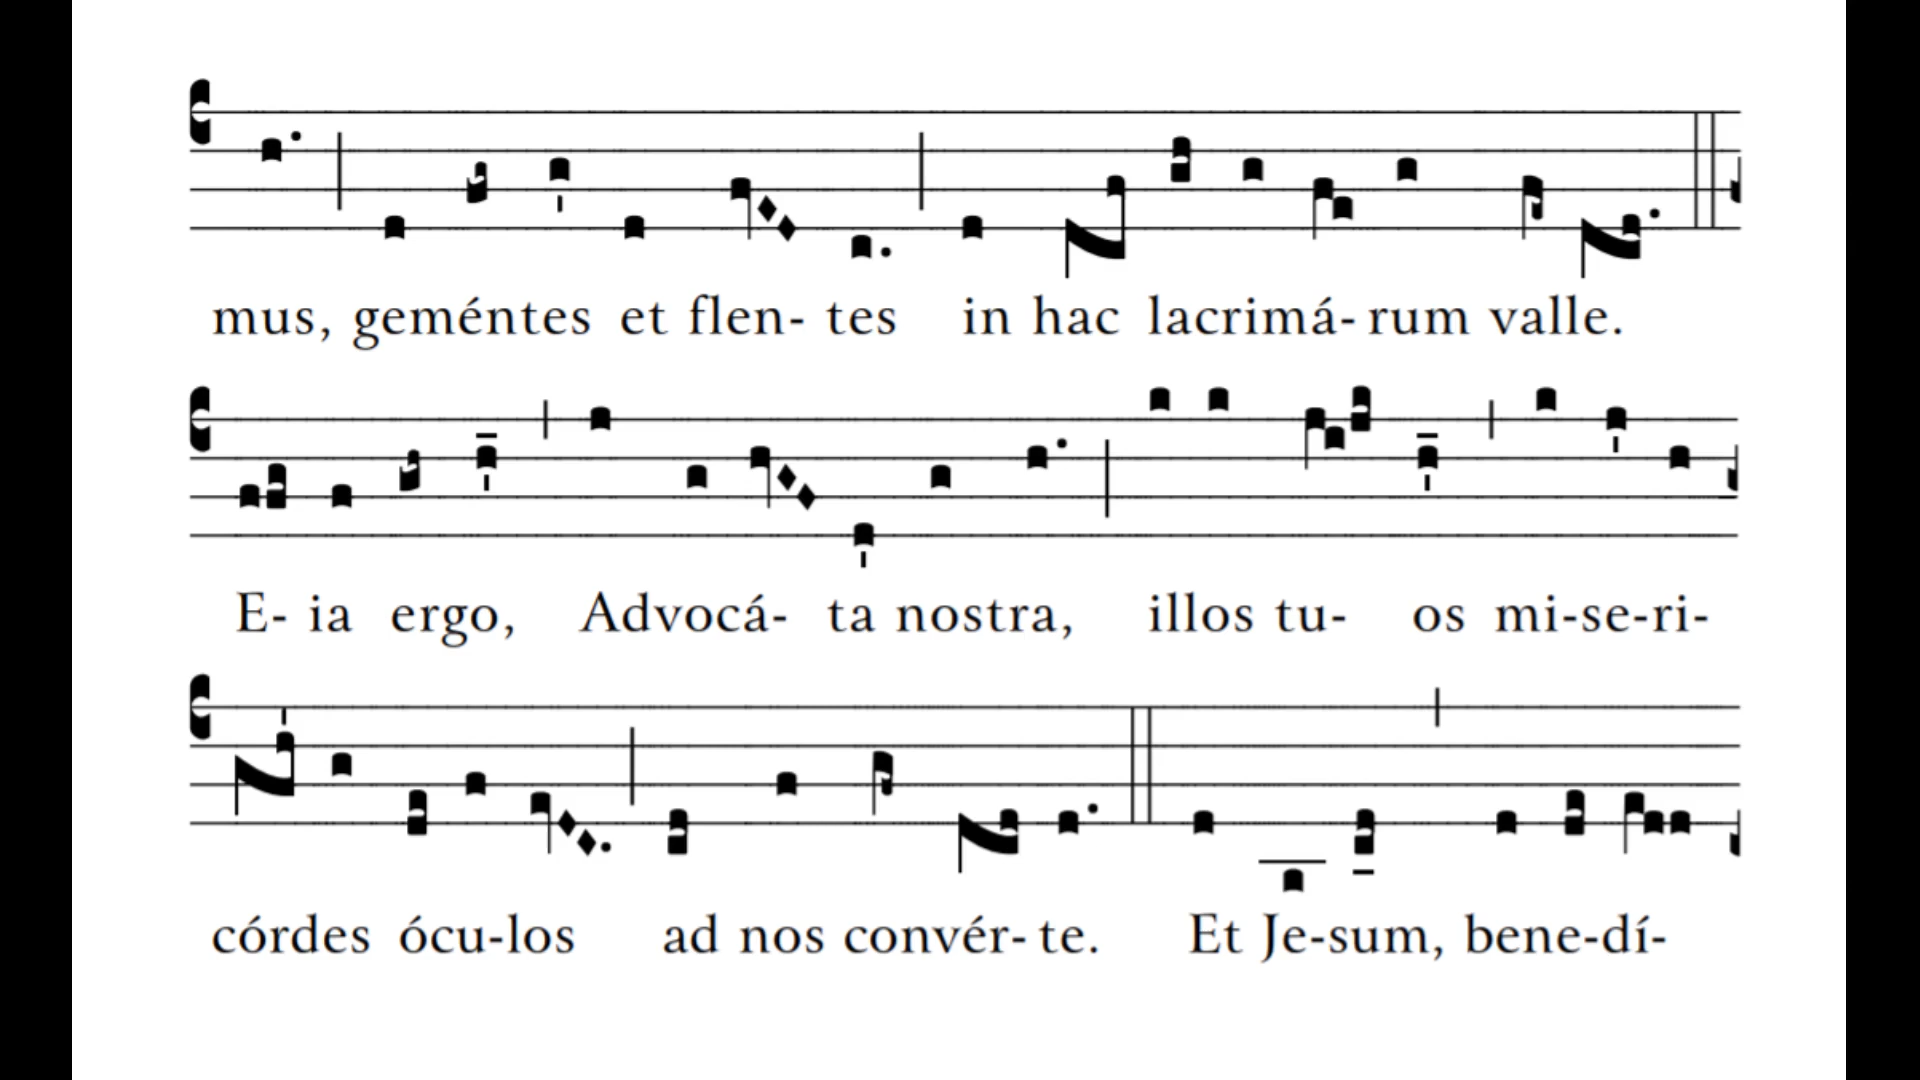 mus, geméntes et flen- tes in hac lacrimá- rum valle.
E- ia ergo, Advocá- ta nostra, illos tu- os mi-se-ri-
córdes ócu-los ad nos convér- te. Et Je-sum, bene-dí-